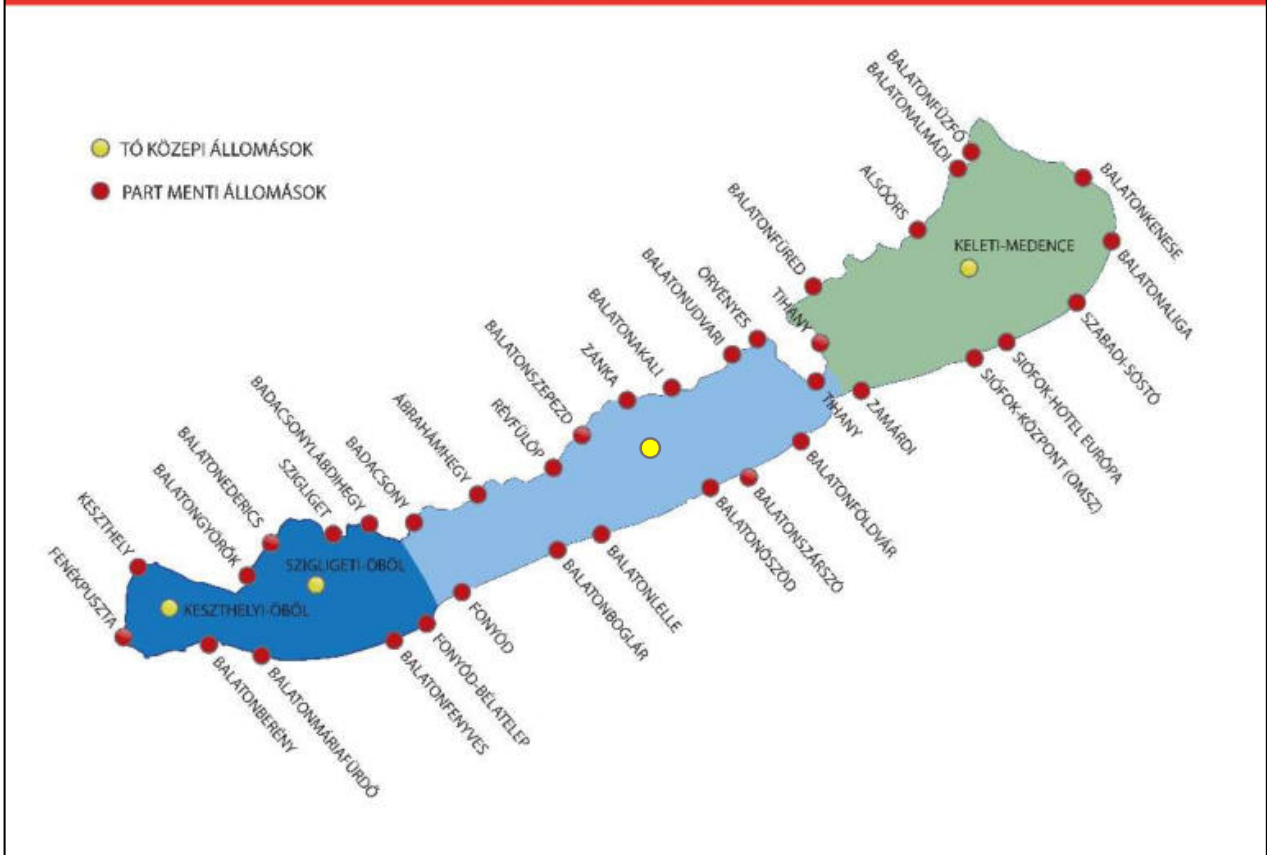 TÓ KÖZEPI ÁLLOMÁSOK
PART MENTI ÁLLOMÁSOK
BALATONFŰZFŐ
BALATONALMÁDI
ALSÓÖRS
BALATONFÜRED
TIHANY
ÖRVÉNYES
BALATONUDVARI
BALATONAKALI
ZÁNKA
BALATONSZEPEZD
RÉVFÜLÖP
ÁBRAHÁMHEGY
BADACSONY
BADACSONYLÁBDIHEGY
SZIGLIGET
BALATONEDERICS
BALATONGYÖRÖK
KESZTHELY
FENÉKPUSZTA
KELETI-MEDENCE
SZIGLIGETI-ÖBÖL
KESZTHELYI-ÖBÖL
BALATONKENESE
BALATONALIGA
SZABADI-SÓSTÓ
SIÓFOK-HOTEL EURÓPA
SIÓFOK-KÖZPONT (OMSZ)
ZAMÁRDI
TIHANY
BALATONFÖLDVÁR
BALATONSZÁRSZÓ
BALATONÖSZÖD
BALATONLELLE
BALATONBOGLÁR
FONYÓD
FONYÓD-BÉLATELEP
BALATONFENYVES
BALATONMÁRIAFÜRDŐ
BALATONBERÉNY